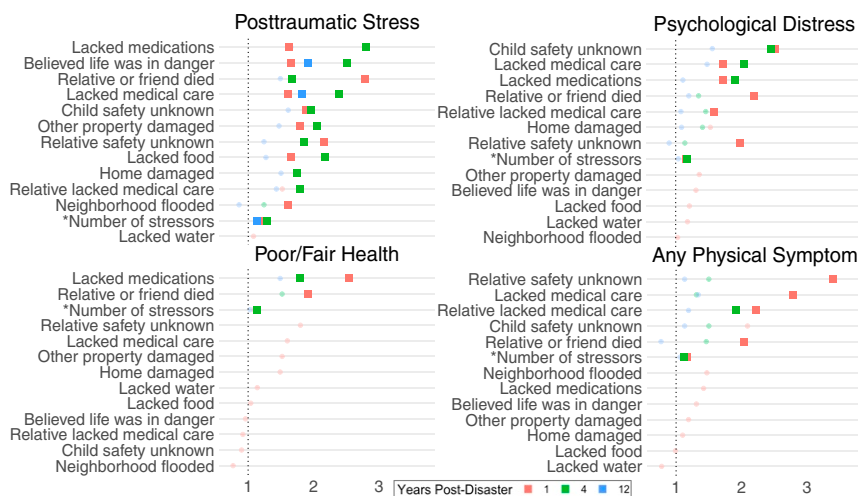 Posttraumatic Stress
Lacked medications
Believed life was in danger
Relative or friend died
Lacked medical care
Child safety unknown
Other property damaged
Relative safety unknown
Lacked food
Home damaged
Relative lacked medical care
Neighborhood flooded
*Number of stressors
Lacked water
Psychological Distress
Child safety unknown
Lacked medical care
Lacked medications
Relative or friend died
Relative lacked medical care
Home damaged
Relative safety unknown
*Number of stressors
Other property damaged
Believed life was in danger
Lacked food
Lacked water
Neighborhood flooded
Poor/Fair Health
Lacked medications
Relative or friend died
*Number of stressors
Relative safety unknown
Lacked medical care
Other property damaged
Home damaged
Lacked water
Lacked food
Believed life was in danger
Relative lacked medical care
Child safety unknown
Neighborhood flooded
1 2 3
Any Physical Symptom
Relative safety unknown
Lacked medical care
Relative lacked medical care
Child safety unknown
Relative or friend died
*Number of stressors
Neighborhood flooded
Lacked medications
Believed life was in danger
Other property damaged
Home damaged
Lacked food
Lacked water
1 2 3
Years Post-Disaster 1 4 12